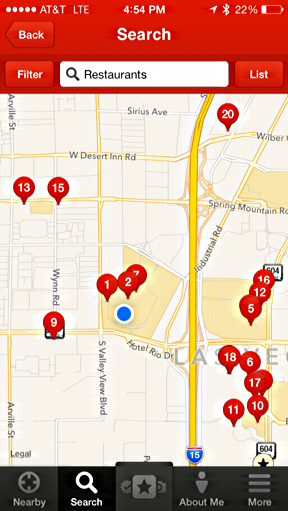 AT&T LTE 4:54 PM 22%
Back Search
Filter Restaurants List
Arville St
Sirius Ave
20
Wilber
W Desert Inn Rd
13 15
Spring Mountain Rd
Industrial Rd
Wynn Rd
604
7
16
1 2
12
5
9
Hotel Rio Dr
S Valley View Blvd
LAS VEG
18 6
17
Arville St
11 10
Legal
15
604
Nearby Search About Me More